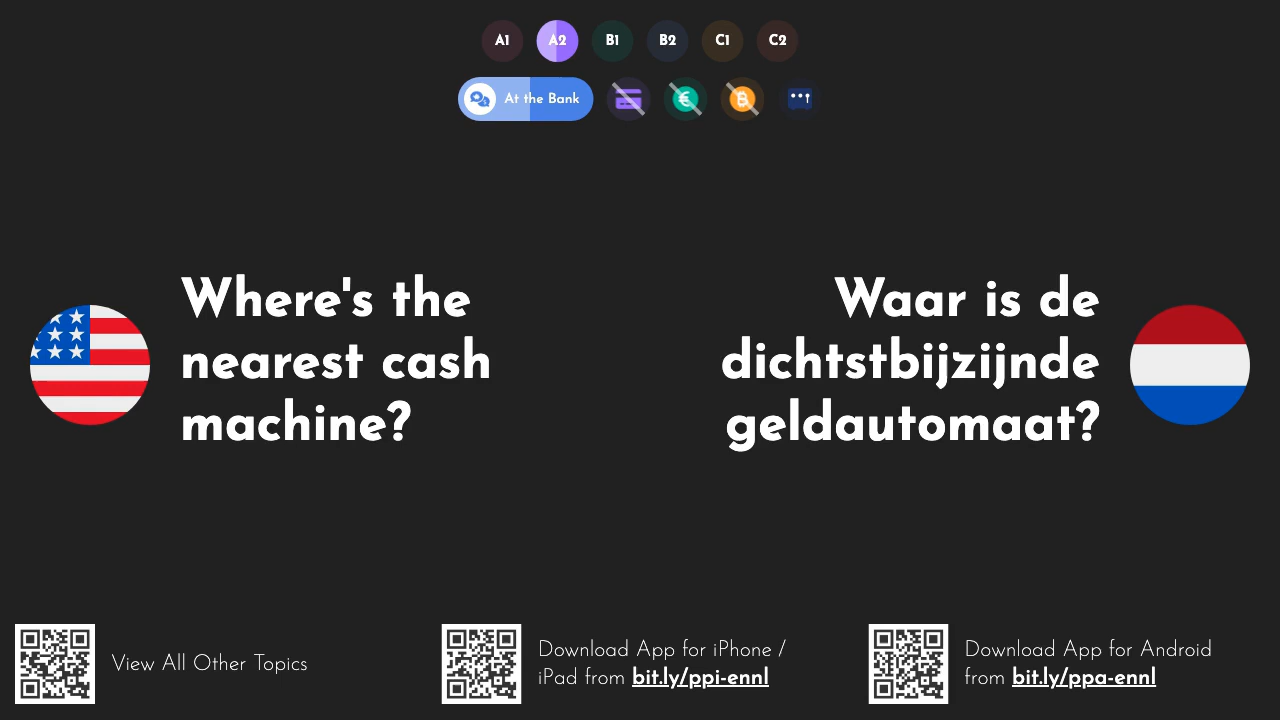 A1 A2 B1 B2 C1 C2
At the Bank
Where's the
nearest cash
machine?
Waar is de
dichtstbijzijnde
geldautomaat?
View All Other Topics
Download App for iPhone /
iPad from bit.ly/ppi-ennl
Download App for Android
from bit.ly/ppa-ennl